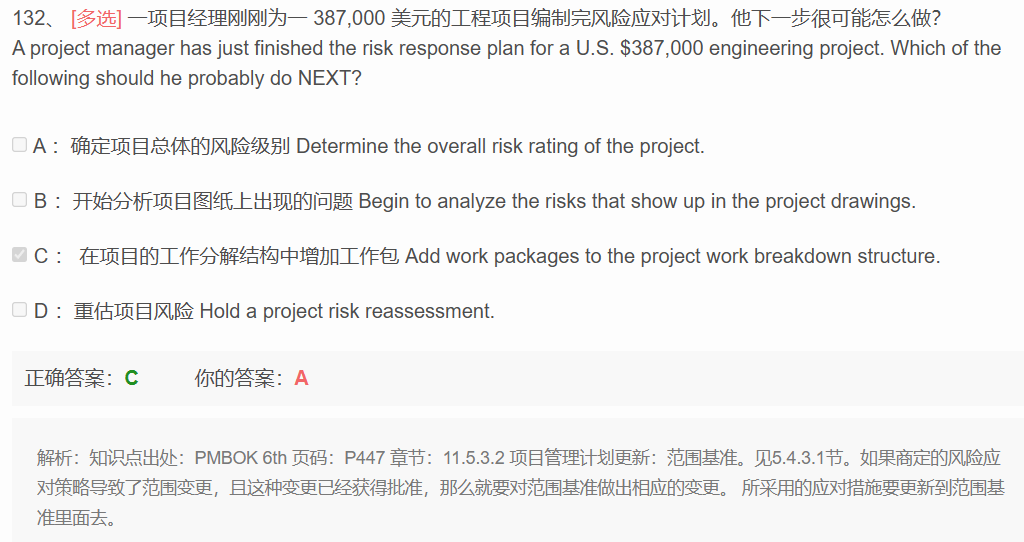 132、 [多选] 一项目经理刚刚为一 387,000 美元的工程项目编制完风险应对计划。他下一步很可能怎么做?
A project manager has just finished the risk response plan for a U.S. $387,000 engineering project. Which of the
following should he probably do NEXT?
A： 确定项目总体的风险级别 Determine the overall risk rating of the project.
B： 开始分析项目图纸上出现的问题 Begin to analyze the risks that show up in the project drawings.
C： 在项目的工作分解结构中增加工作包 Add work packages to the project work breakdown structure.
D： 重估项目风险 Hold a project risk reassessment.
正确答案：C 你的答案：A
解析：知识点出处：PMBOK 6th 页码：P447 章节：11.5.3.2 项目管理计划更新：范围基准。见5.4.3.1节。如果商定的风险应
对策略导致了范围变更，且这种变更已经获得批准，那么就要对范围基准做出相应的变更。 所采用的应对措施要更新到范围基
准里面去。